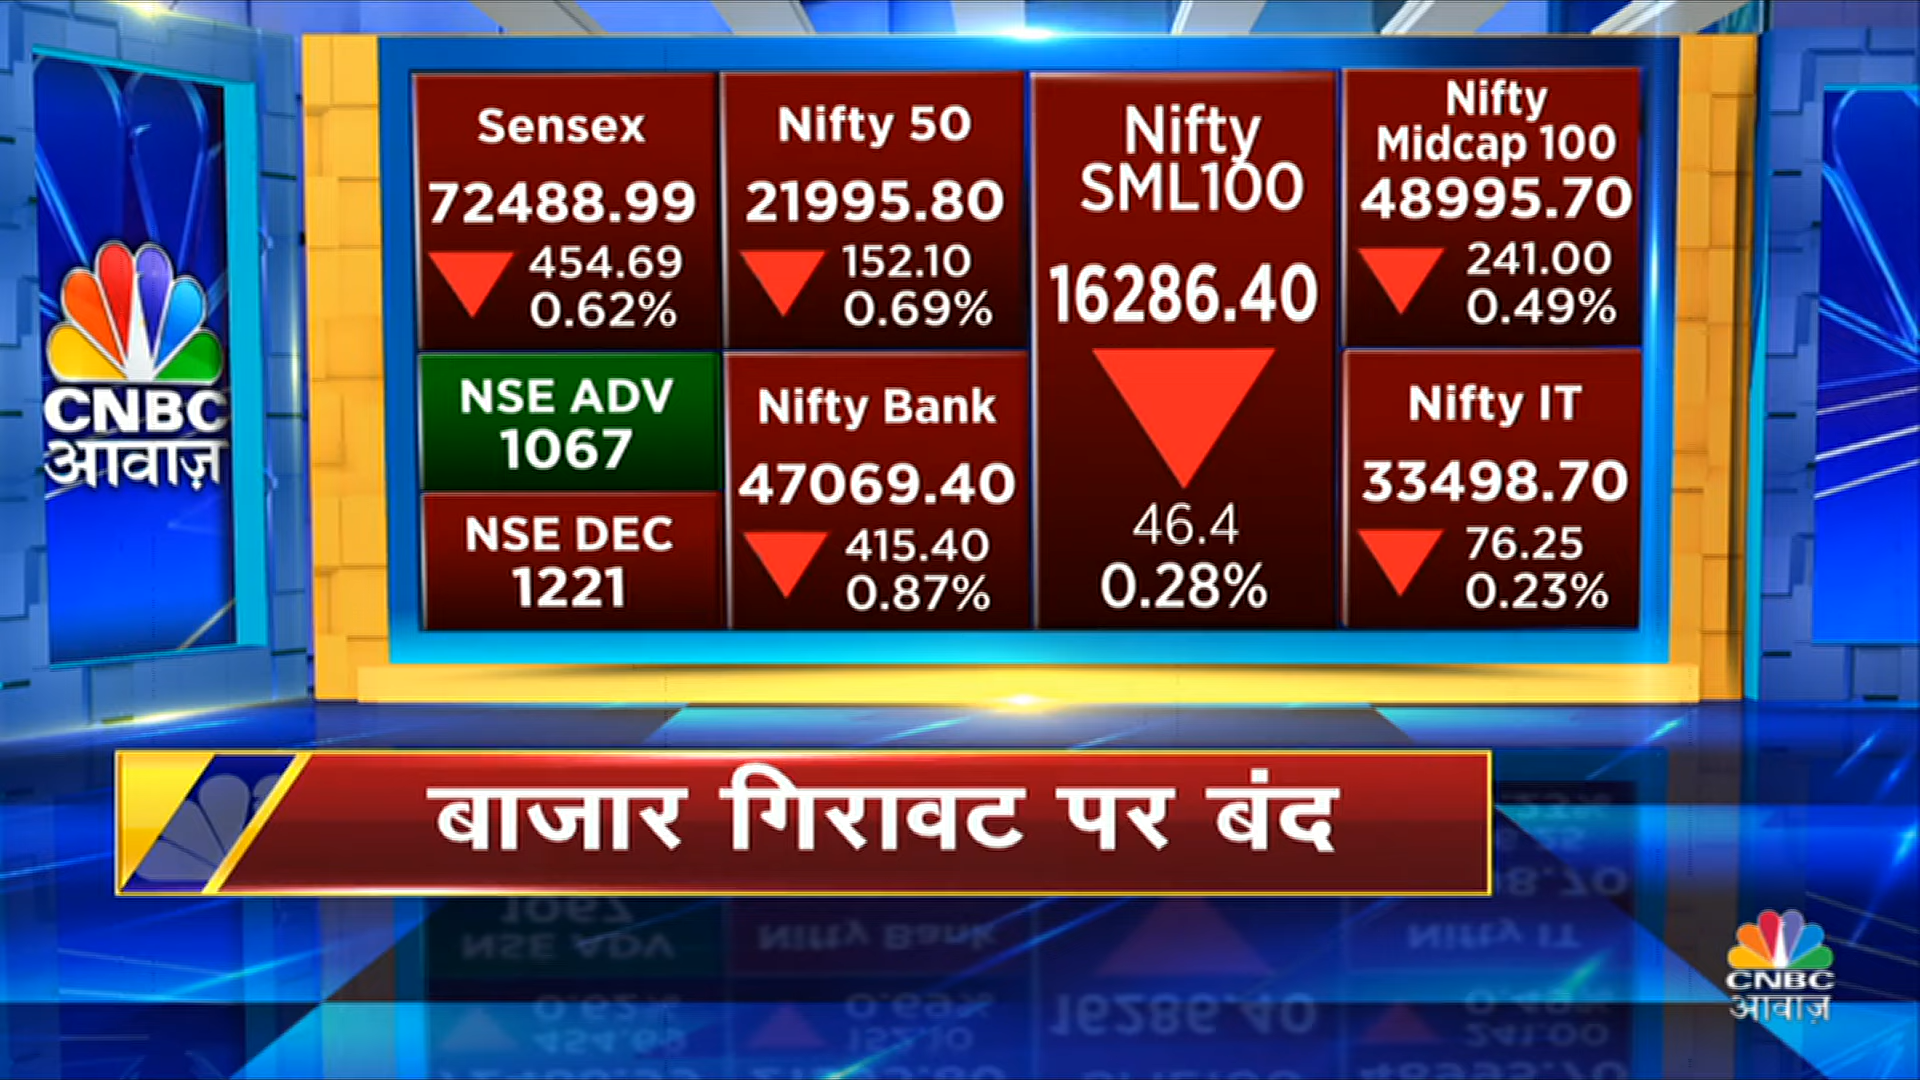 Sensex
72488.99
454.69
0.62%
NSE ADV
1067
NSE DEC
1221
Nifty 50
21995.80
152.10
0.69%
Nifty Bank
47069.40
415.40
0.87%
Nifty
SML100
16286.40
46.4
0.28%
Nifty
Midcap 100
48995.70
241.00
0.49%
Nifty IT
33498.70
76.25
0.23%
CNBC
आवाज़
बाजार गिरावट पर बंद
CNBC
आवाज़